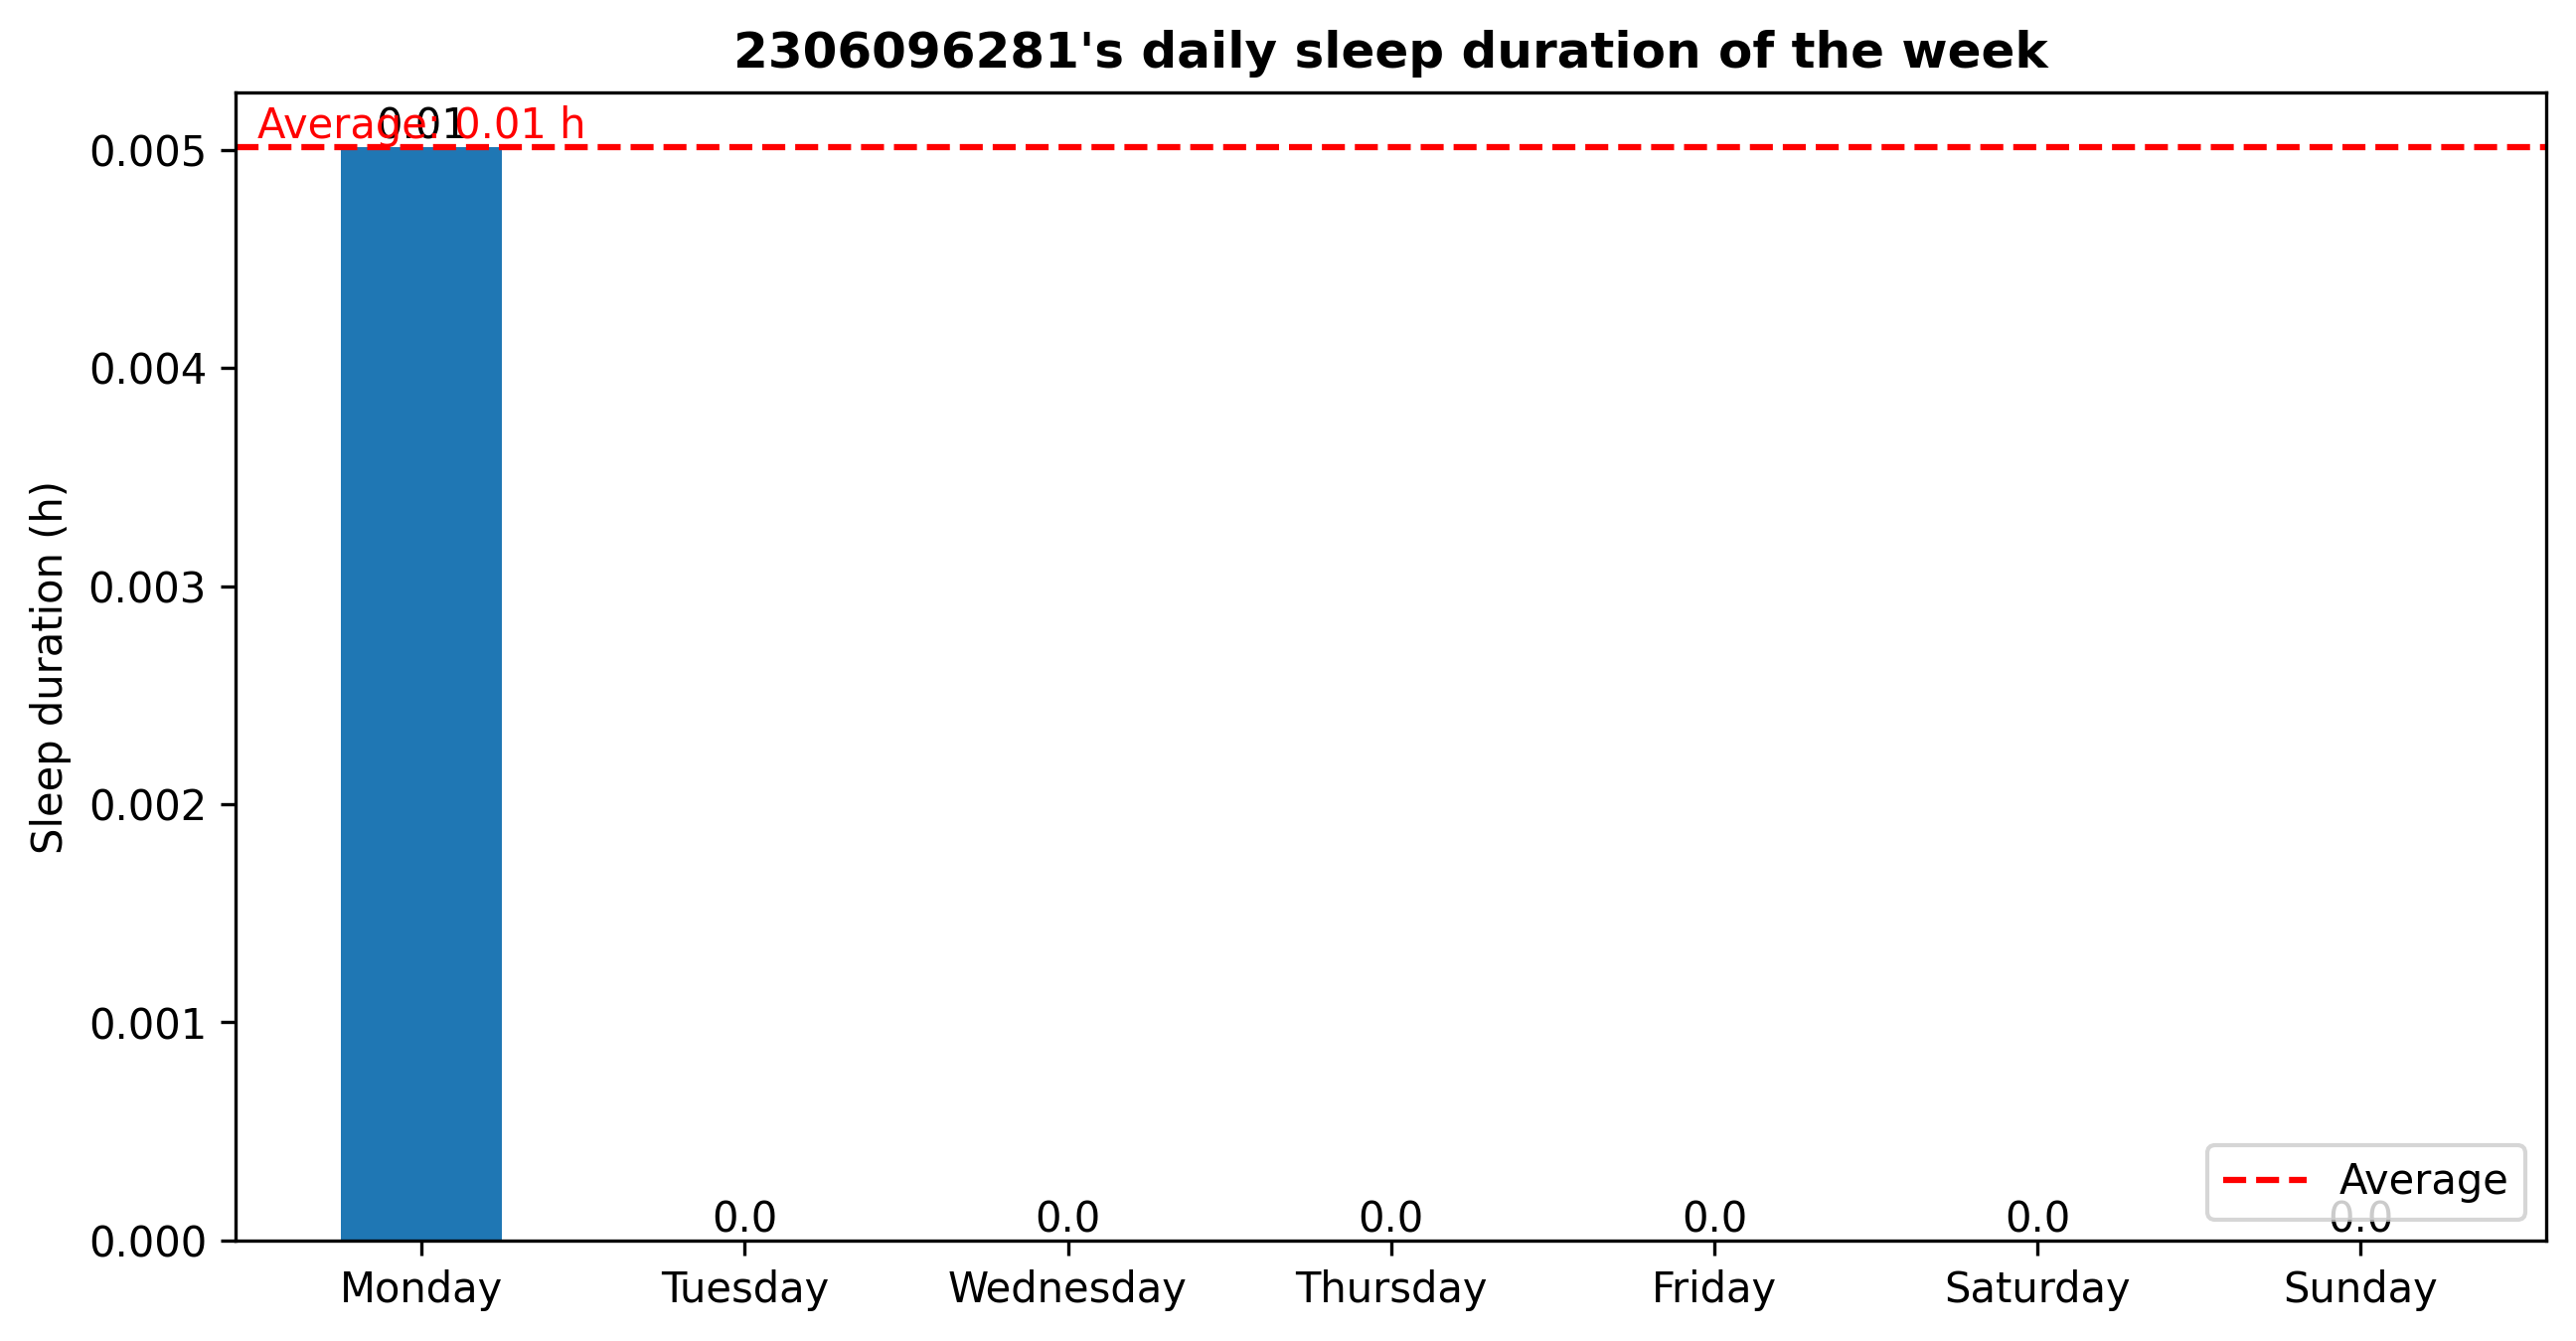 2306096281's daily sleep duration of the week
Average: 0.01 h
0.01
0.005
0.004
0.003
0.002
0.001
0.000
Sleep duration (h)
0.0
0.0
0.0
0.0
0.0
0.0
Average
Monday
Tuesday
Wednesday
Thursday
Friday
Saturday
Sunday